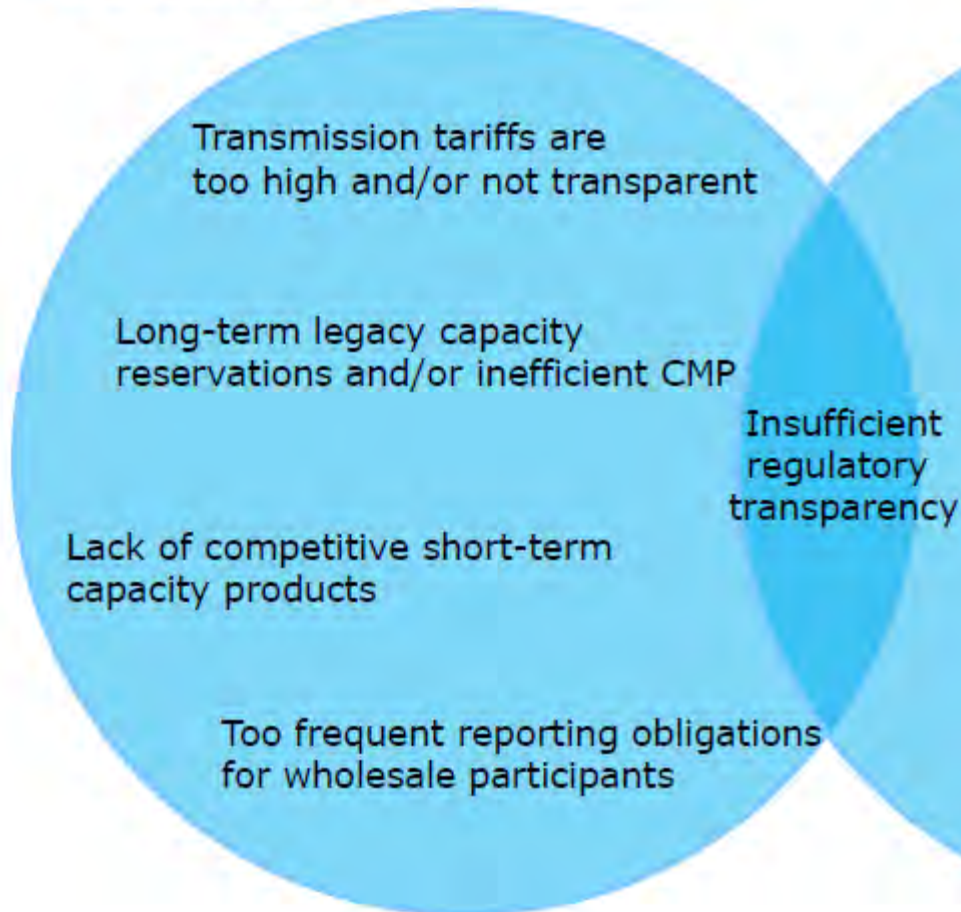 Transmission tariffs are
too high and/or not transparent
Long-term legacy capacity
reservations and/or inefficient CMP
Insufficient
regulatory
transparency
Lack of competitive short-term
capacity products
Too frequent reporting obligations
for wholesale participants